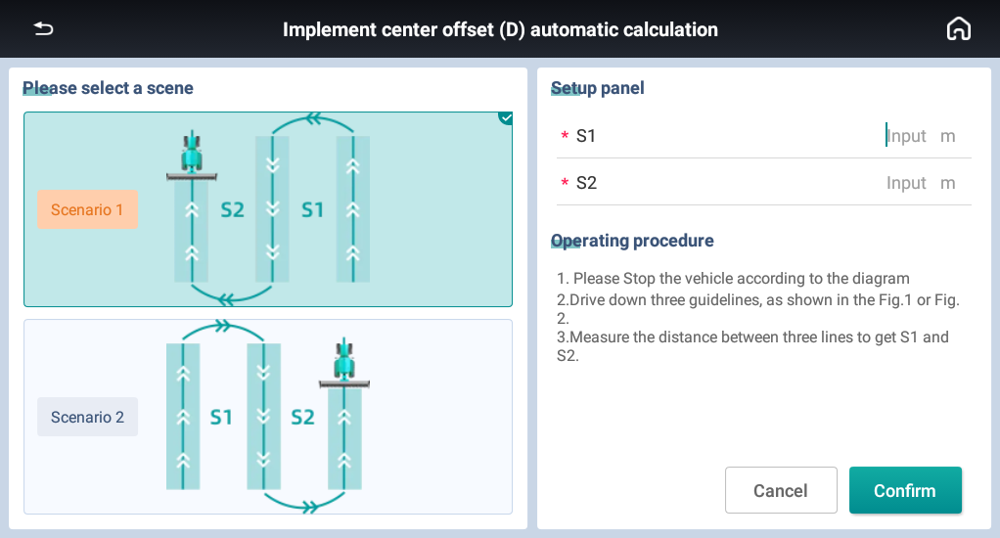 Implement center offset (D) automatic calculation
Please select a scene
Scenario 1
S2
S1
Scenario 2
S1
S2
Setup panel
* S1 Input m
* S2 Input m
Operating procedure
1. Please Stop the vehicle according to the diagram
2.Drive down three guidelines, as shown in the Fig.1 or Fig.
2.
3.Measure the distance between three lines to get S1 and
S2.
Cancel
Confirm